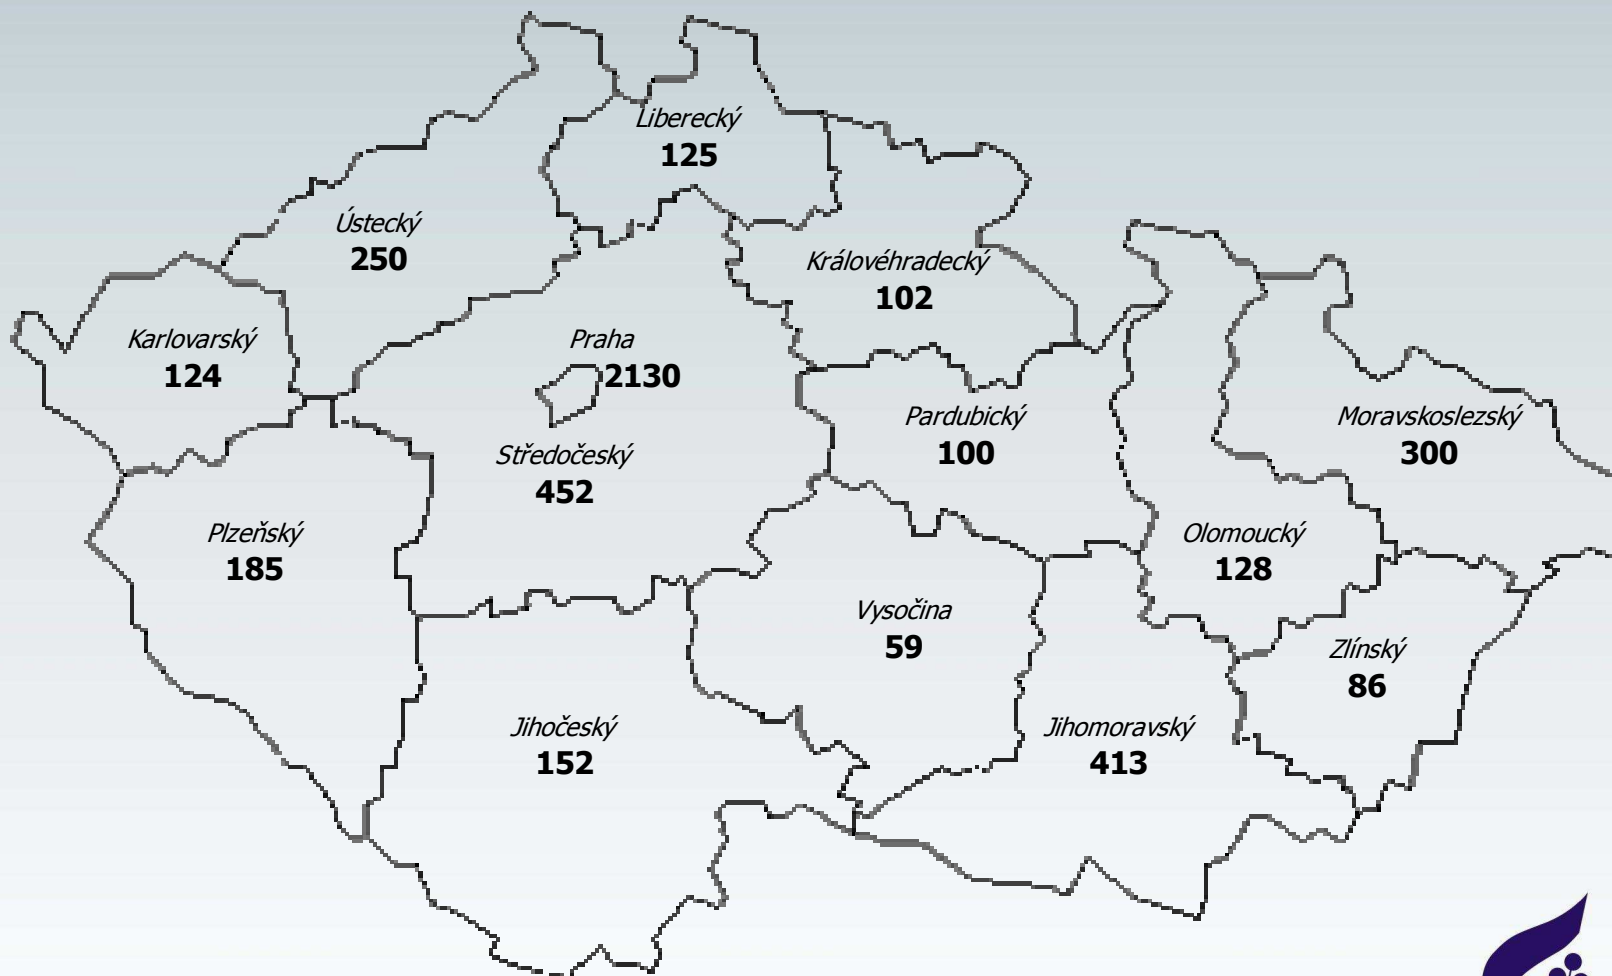 Liberecký
125
Ústecký
250
Královéhradecký
102
Karlovarský
124
Praha
2130
Pardubický
100
Moravskoslezský
300
Středočeský
452
Plzeňský
185
Olomoucký
128
Vysočina
59
Zlínský
86
Jihočeský
152
Jihomoravský
413